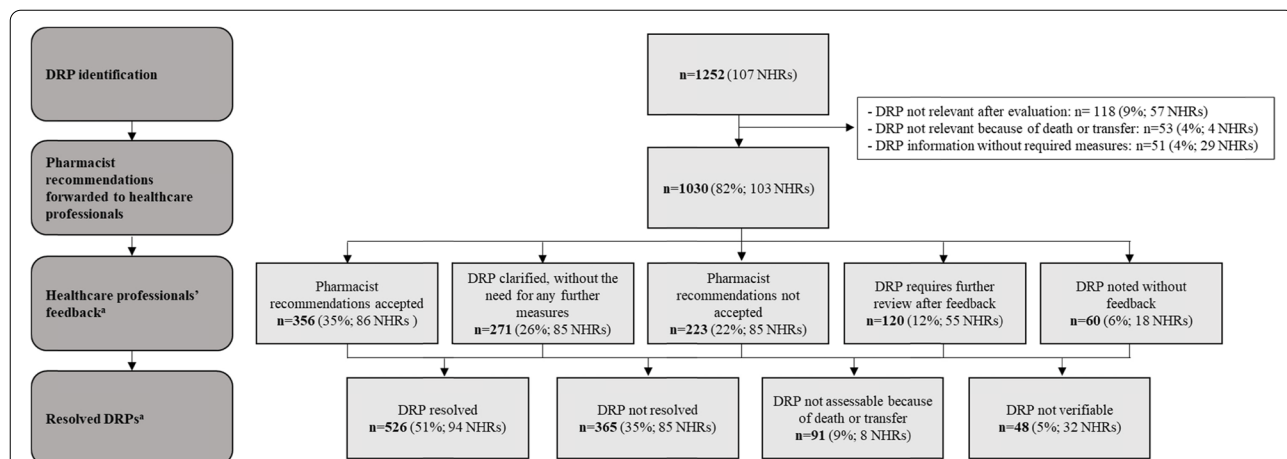 DRP identification
n=1252 (107 NHRs)
- DRP not relevant after evaluation: n= 118 (9%; 57 NHRs)
- DRP not relevant because of death or transfer: n=53 (4%; 4 NHRs)
- DRP information without required measures: n=51 (4%; 29 NHRs)
Pharmacist
recommendations
forwarded to healthcare
professionals
n=1030 (82%; 103 NHRs)
Healthcare professionals’
feedbackᵃ
Pharmacist
recommendations accepted
n=356 (35%; 86 NHRs )
DRP clarified, without the
need for any further
measures
n=271 (26%; 85 NHRs)
Pharmacist
recommendations not
accepted
n=223 (22%; 85 NHRs)
DRP requires further
review after feedback
n=120 (12%; 55 NHRs)
DRP noted without
feedback
n=60 (6%; 18 NHRs)
Resolved DRPsᵃ
DRP resolved
n=526 (51%; 94 NHRs)
DRP not resolved
n=365 (35%; 85 NHRs)
DRP not assessable because
of death or transfer
n=91 (9%; 8 NHRs)
DRP not verifiable
n=48 (5%; 32 NHRs)